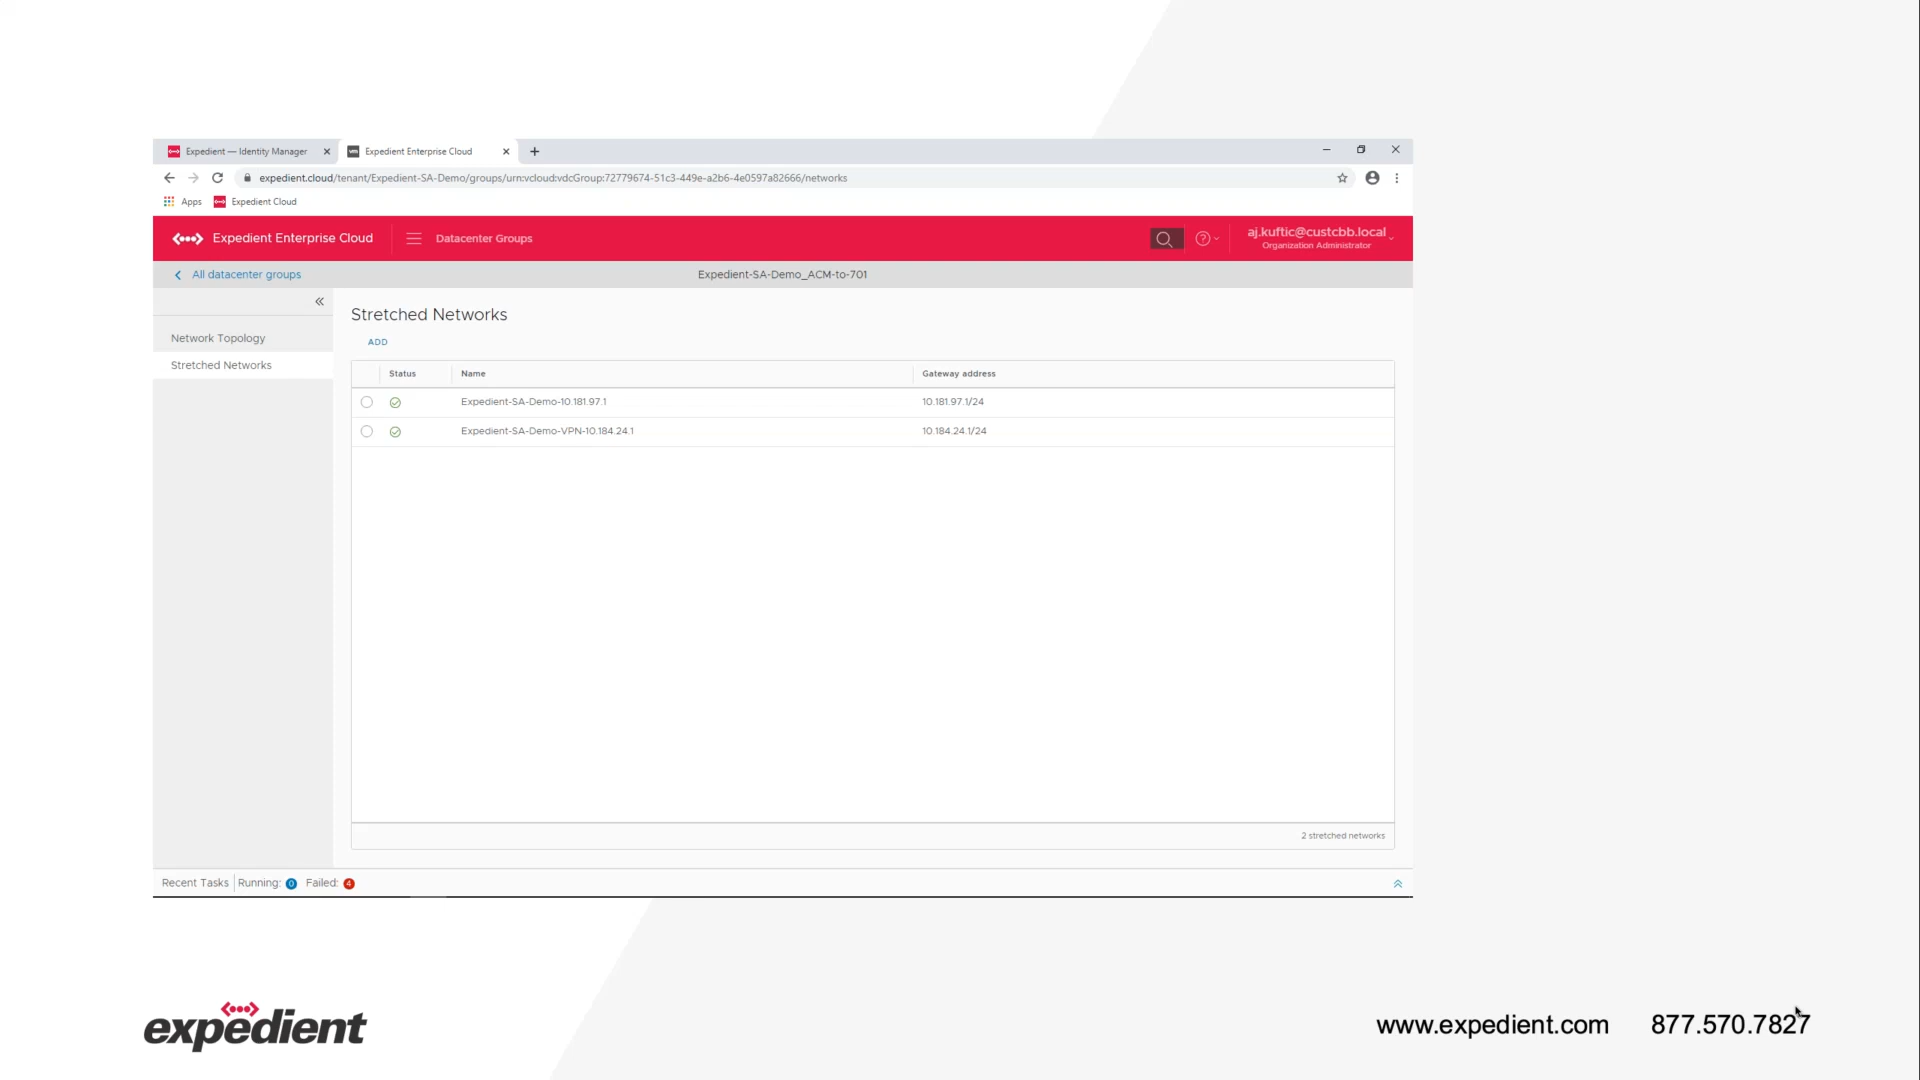 Expedient — Identity Manager
Expedient Enterprise Cloud
expedient.cloud/tenant/Expedient-SA-Demo/groups/urn:vcloud:vdcGroup:72779674-51c3-449e-a2b6-4e0597a82666/networks
Apps
Expedient Cloud
Expedient Enterprise Cloud
Datacenter Groups
aj.kuftic@custcbb.local
Organization Administrator
All datacenter groups
Expedient-SA-Demo_ACM-to-701
Network Topology
Stretched Networks
Stretched Networks
ADD
Status Name Gateway address
Expedient-SA-Demo-10.181.97.1 10.181.97.1/24
Expedient-SA-Demo-VPN-10.184.24.1 10.184.24.1/24
2 stretched networks
Recent Tasks Running: 0 Failed: 4
expedient
www.expedient.com 877.570.7827